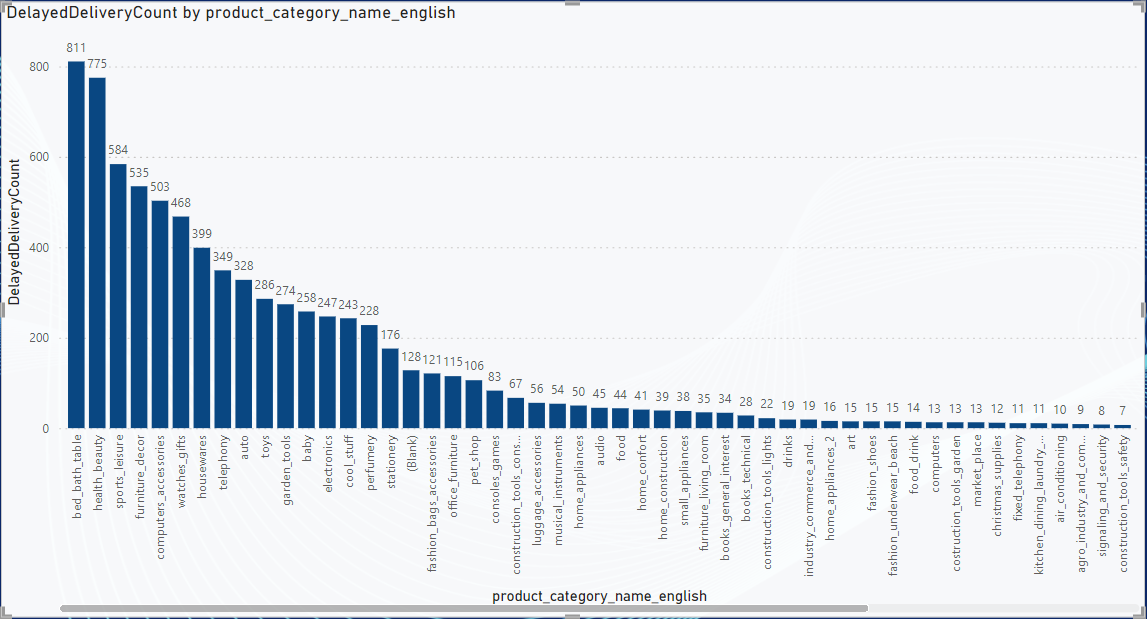 DelayedDeliveryCount by product_category_name_english
DelayedDeliveryCount
800
600
400
200
0
811
775
584
535
503
468
399
349
328
286
274
258
247
243
228
176
128
121
115
106
83
67
56
54
50
45
44
41
39
38
35
34
28
22
19
19
16
15
15
15
14
13
13
13
12
11
11
10
9
8
7
bed_bath_table
health_beauty
sports_leisure
furniture_decor
computers_accessories
watches_gifts
housewares
telephony
auto
toys
garden_tools
baby
electronics
cool_stuff
perfumery
stationery
(Blank)
fashion_bags_accessories
office_furniture
pet_shop
consoles_games
construction_tools_cons...
luggage_accessories
musical_instruments
home_appliances
audio
food
home_confort
home_construction
small_appliances
furniture_living_room
books_general_interest
books_technical
construction_tools_lights
drinks
industry_commerce_and...
home_appliances_2
art
fashion_shoes
fashion_underwear_beach
food_drink
computers
costruction_tools_garden
market_place
christmas_supplies
fixed_telephony
kitchen_dining_laundry_...
air_conditioning
agro_industry_and_com...
signaling_and_security
construction_tools_safety
product_category_name_english